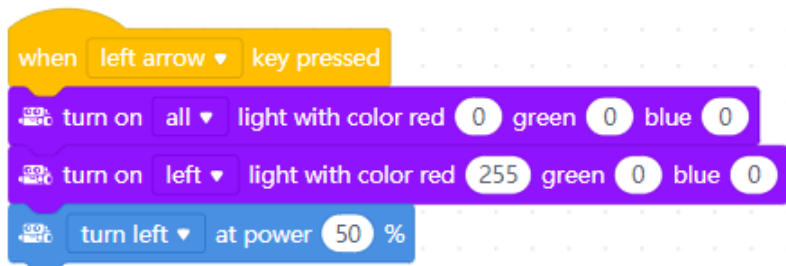 when left arrow key pressed
turn on all light with color red 0 green 0 blue 0
turn on left light with color red 255 green 0 blue 0
turn left at power 50 %